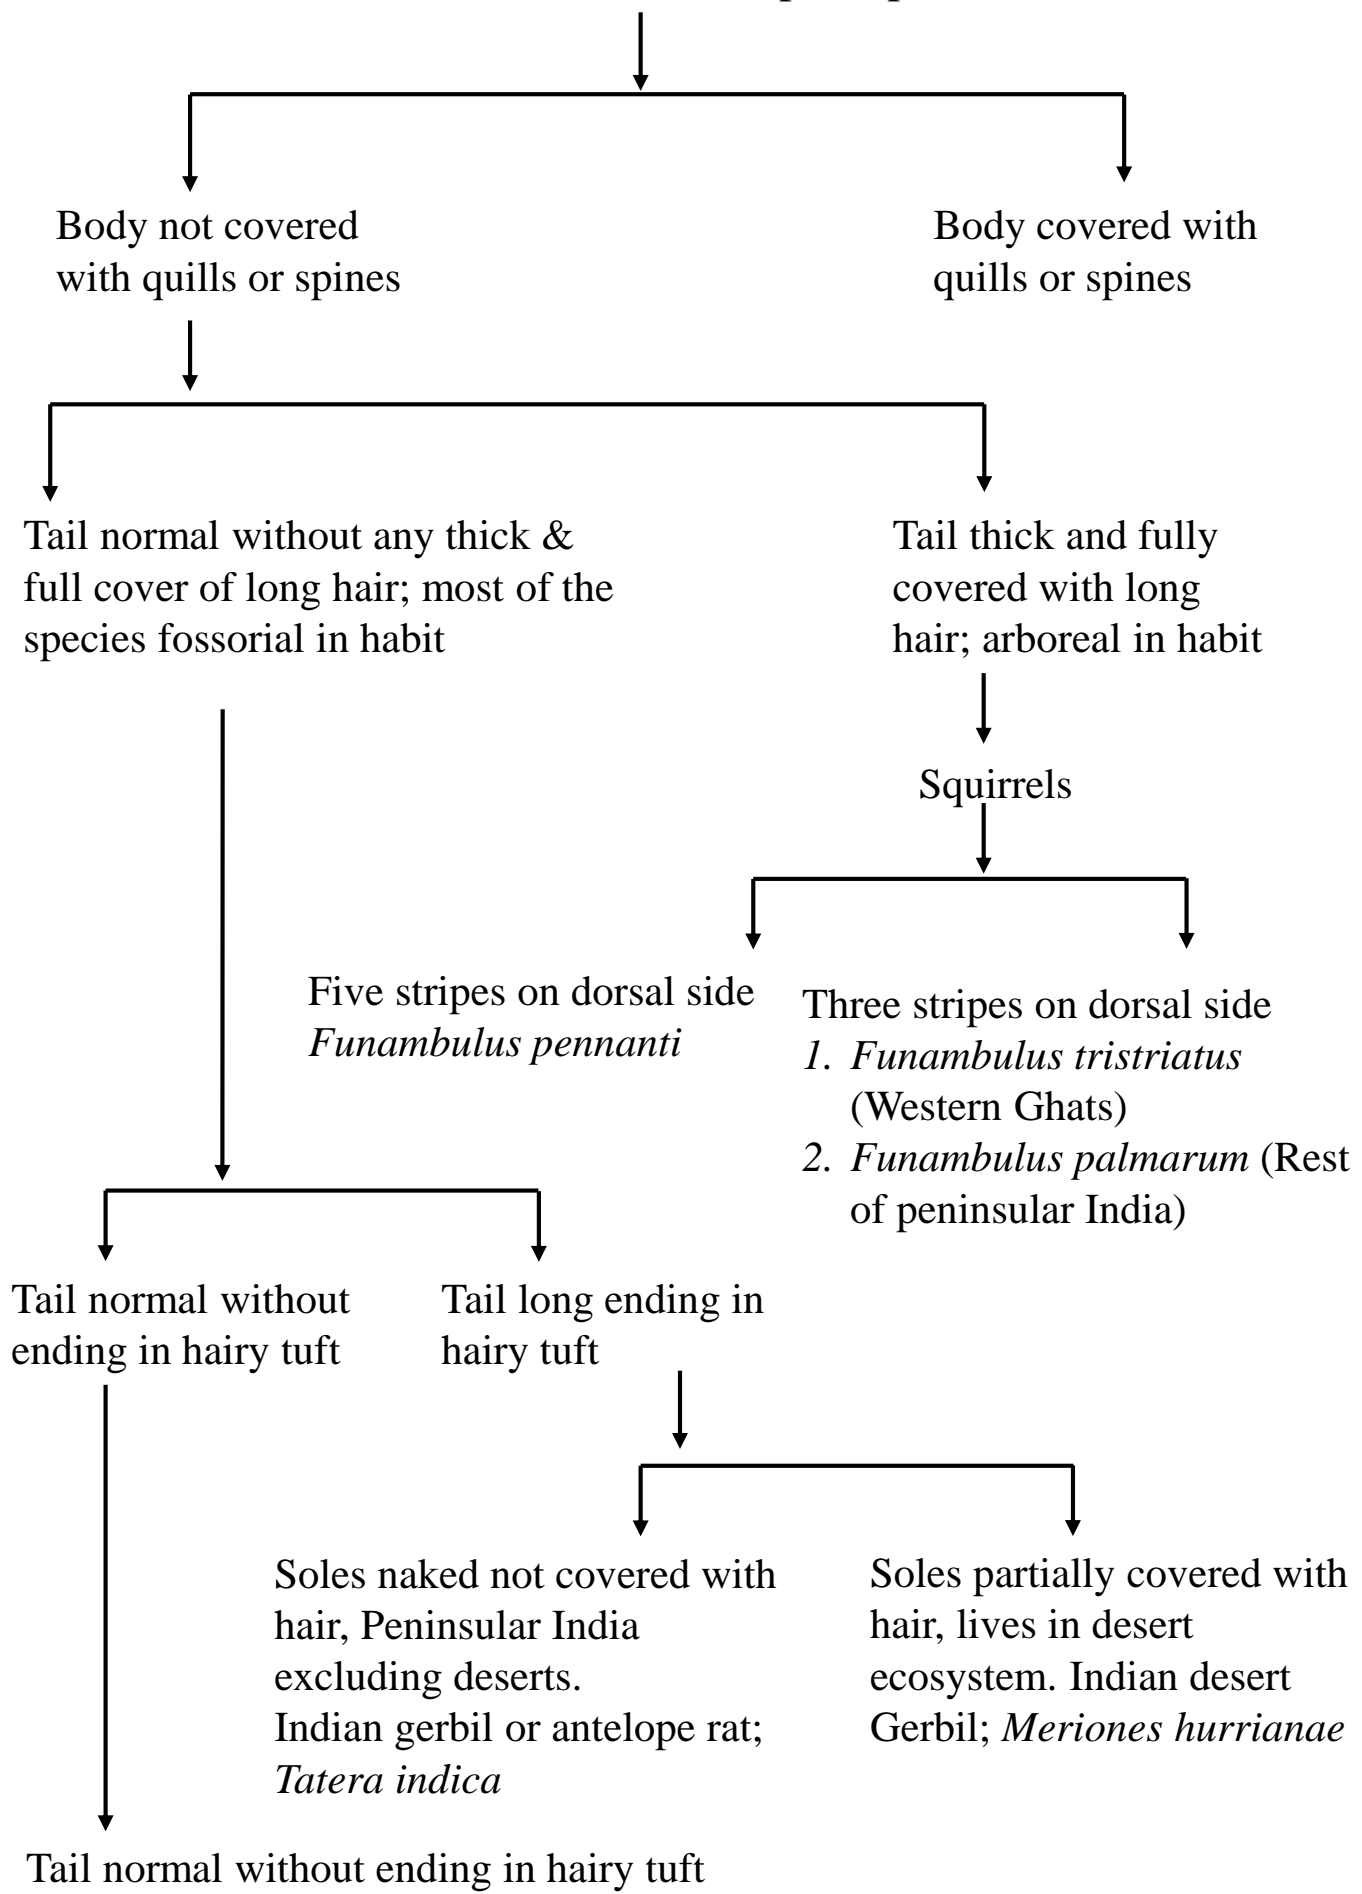 Body not covered
with quills or spines
Body covered with
quills or spines
Tail normal without any thick &
full cover of long hair; most of the
species fossorial in habit
Tail thick and fully
covered with long
hair; arboreal in habit
Squirrels
Five stripes on dorsal side
Funambulus pennanti
Three stripes on dorsal side
1. Funambulus tristriatus
(Western Ghats)
2. Funambulus palmarum (Rest
of peninsular India)
Tail normal without
ending in hairy tuft
Tail long ending in
hairy tuft
Soles naked not covered with
hair, Peninsular India
excluding deserts.
Indian gerbil or antelope rat;
Tatera indica
Soles partially covered with
hair, lives in desert
ecosystem. Indian desert
Gerbil; Meriones hurrianae
Tail normal without ending in hairy tuft